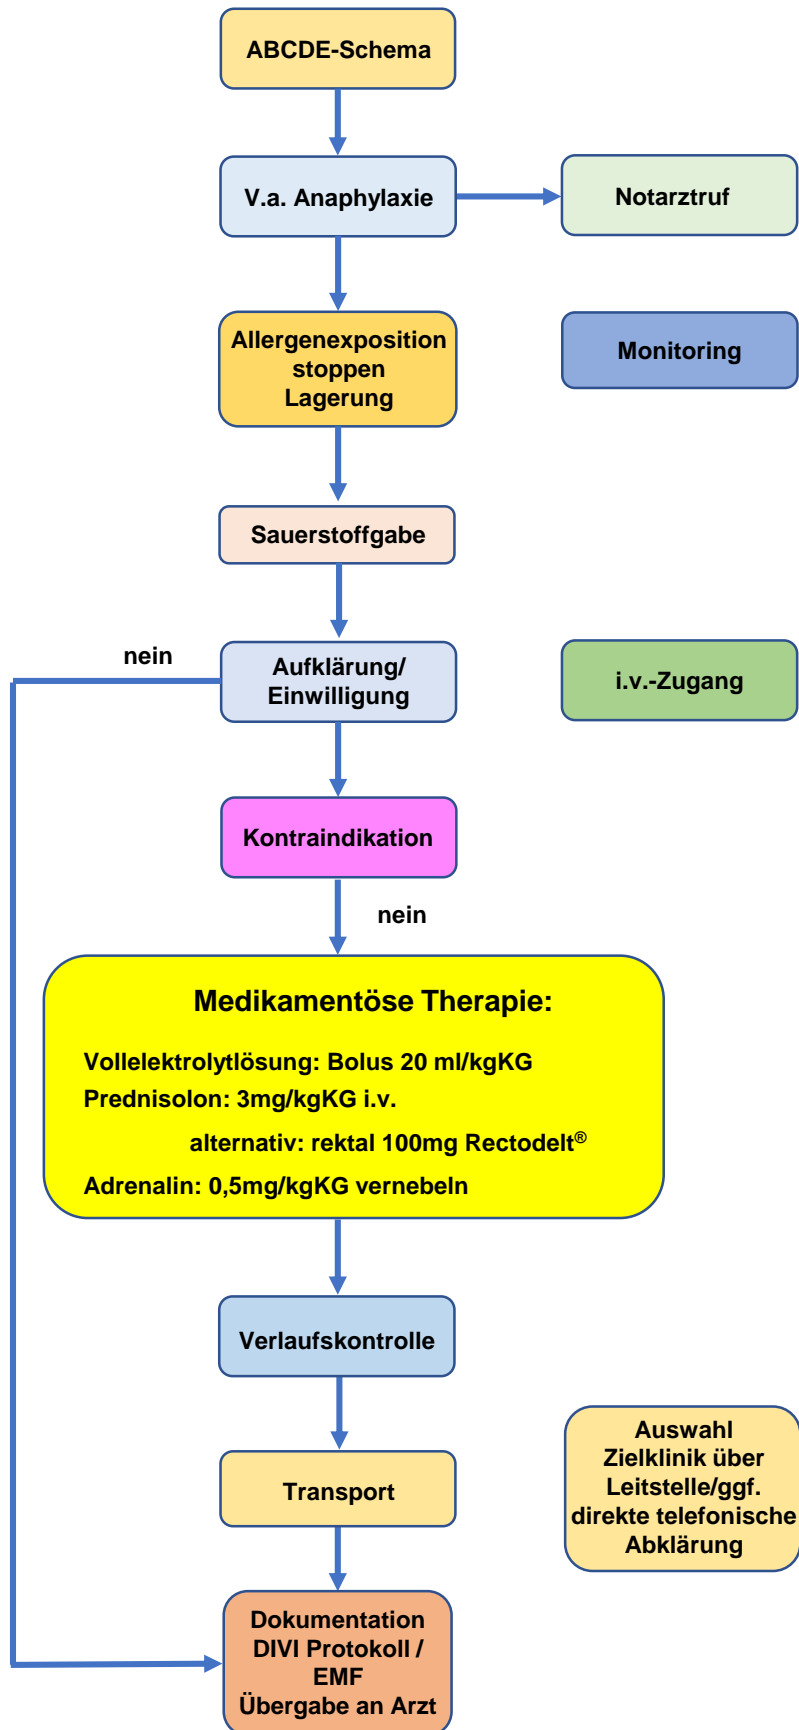 ABCDE-Schema
V.a. Anaphylaxie
Notarztruf
Allergenexposition
stoppen
Lagerung
Monitoring
Sauerstoffgabe
nein
Aufklärung/
Einwilligung
i.v.-Zugang
Kontraindikation
nein
Medikamentöse Therapie:
Vollelektrolytlösung: Bolus 20 ml/kgKG
Prednisolon: 3mg/kgKG i.v.
alternativ: rektal 100mg Rectodelt®
Adrenalin: 0,5mg/kgKG vernebeln
Verlaufskontrolle
Auswahl
Zielklinik über
Leitstelle/ggf.
direkte telefonische
Abklärung
Transport
Dokumentation
DIVI Protokoll /
EMF
Übergabe an Arzt